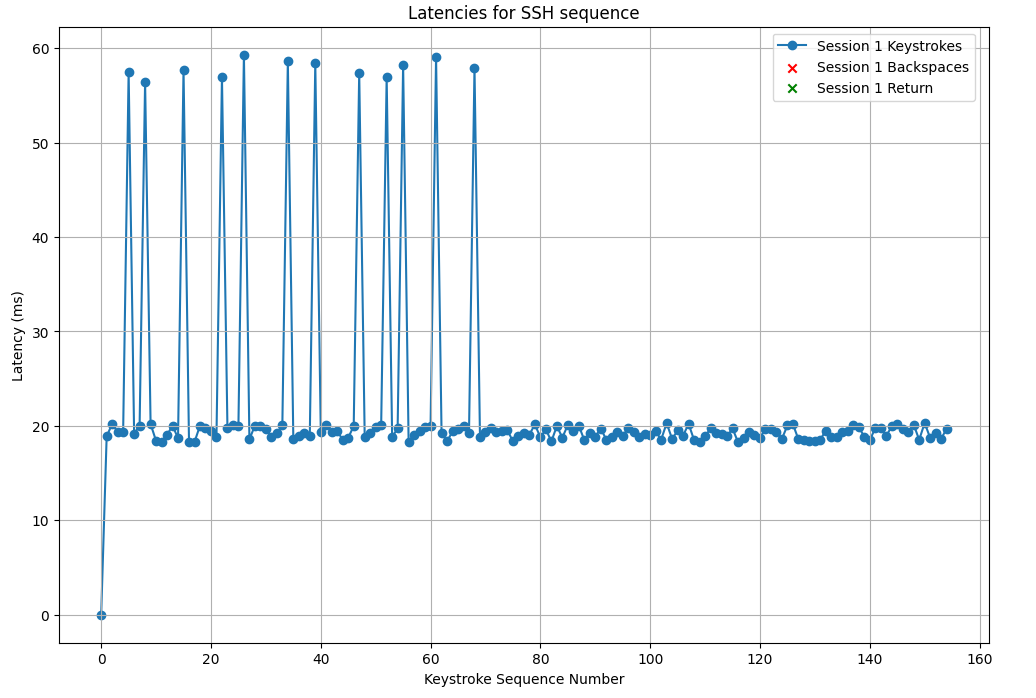 Latencies for SSH sequence
Session 1 Keystrokes
Session 1 Backspaces
Session 1 Return
Latency (ms)
60
50
40
30
20
10
0
0 20 40 60 80 100 120 140 160
Keystroke Sequence Number